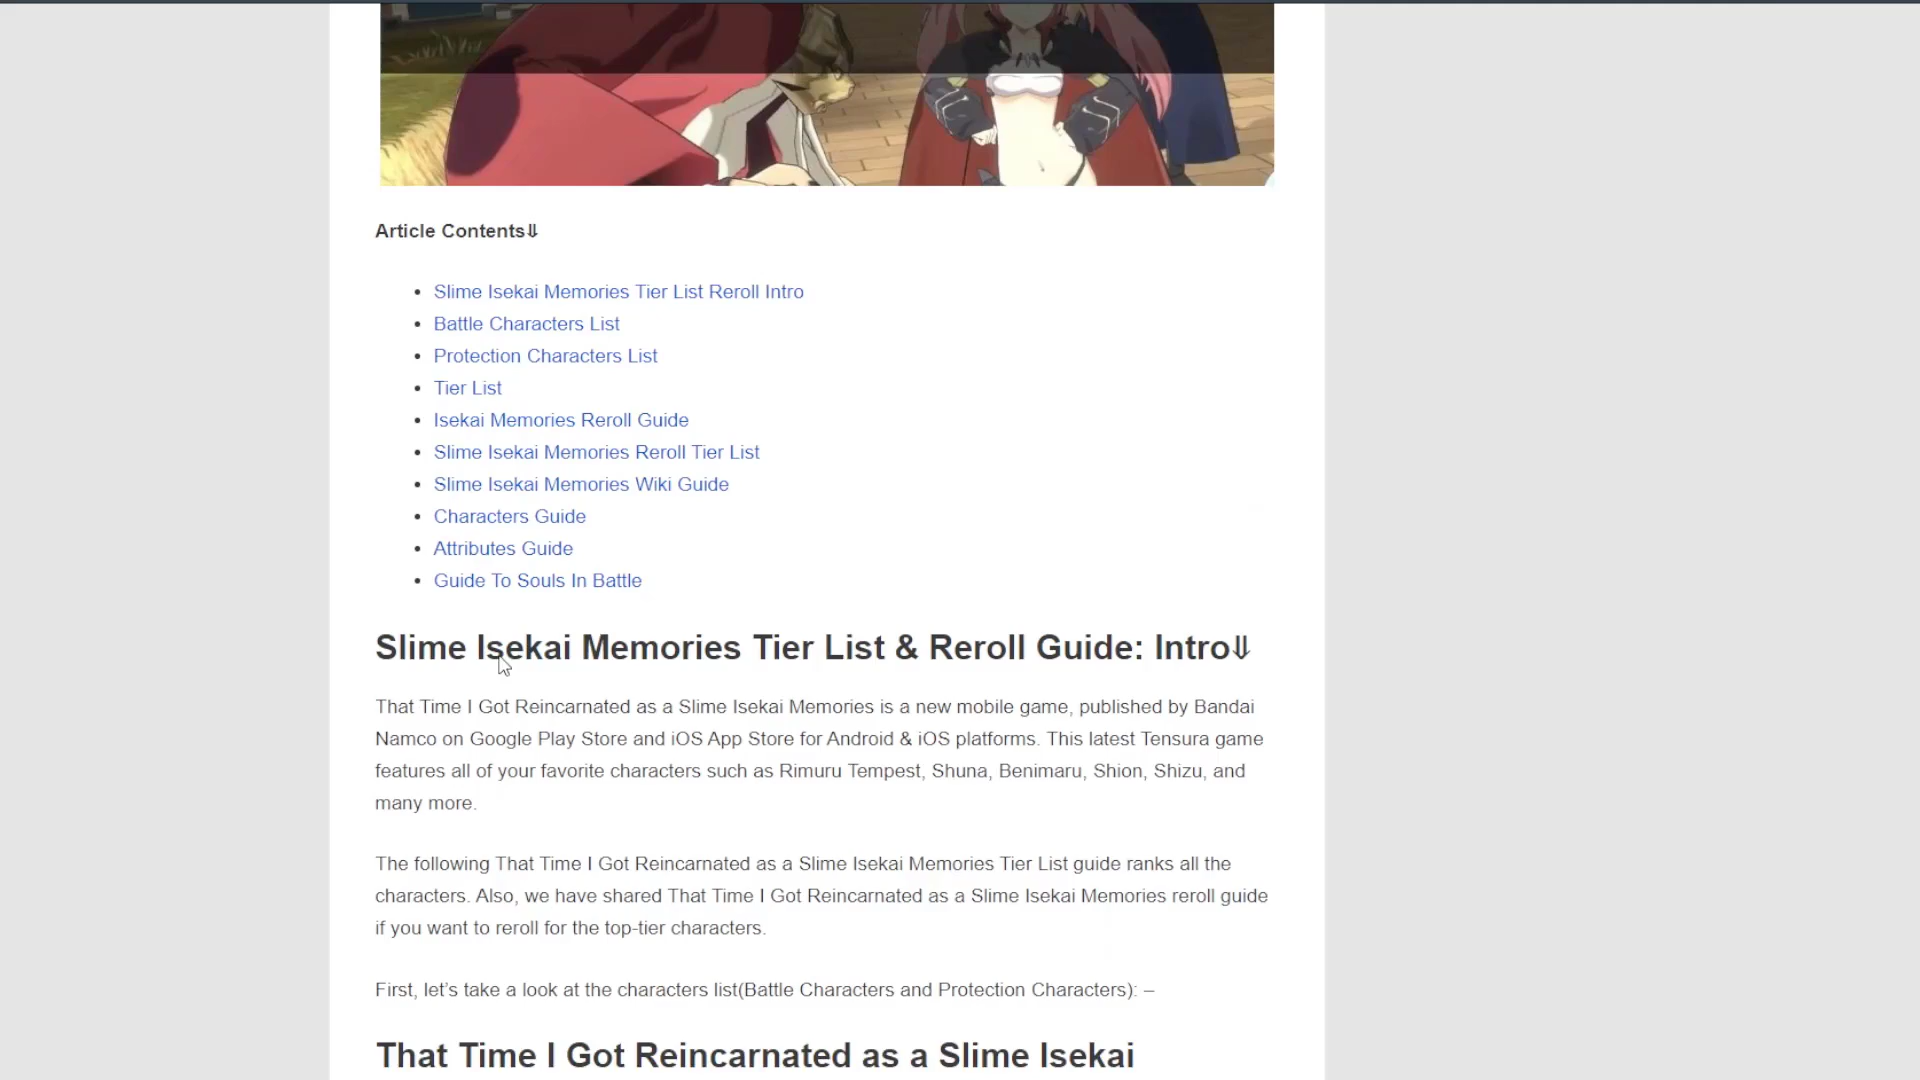 Article Contents⇓
Slime Isekai Memories Tier List Reroll Intro
Battle Characters List
Protection Characters List
Tier List
Isekai Memories Reroll Guide
Slime Isekai Memories Reroll Tier List
Slime Isekai Memories Wiki Guide
Characters Guide
Attributes Guide
Guide To Souls In Battle
Slime Isekai Memories Tier List & Reroll Guide: Intro⇓
That Time I Got Reincarnated as a Slime Isekai Memories is a new mobile game, published by Bandai
Namco on Google Play Store and iOS App Store for Android & iOS platforms. This latest Tensura game
features all of your favorite characters such as Rimuru Tempest, Shuna, Benimaru, Shion, Shizu, and
many more.
The following That Time I Got Reincarnated as a Slime Isekai Memories Tier List guide ranks all the
characters. Also, we have shared That Time I Got Reincarnated as a Slime Isekai Memories reroll guide
if you want to reroll for the top-tier characters.
First, let’s take a look at the characters list(Battle Characters and Protection Characters): –
That Time I Got Reincarnated as a Slime Isekai